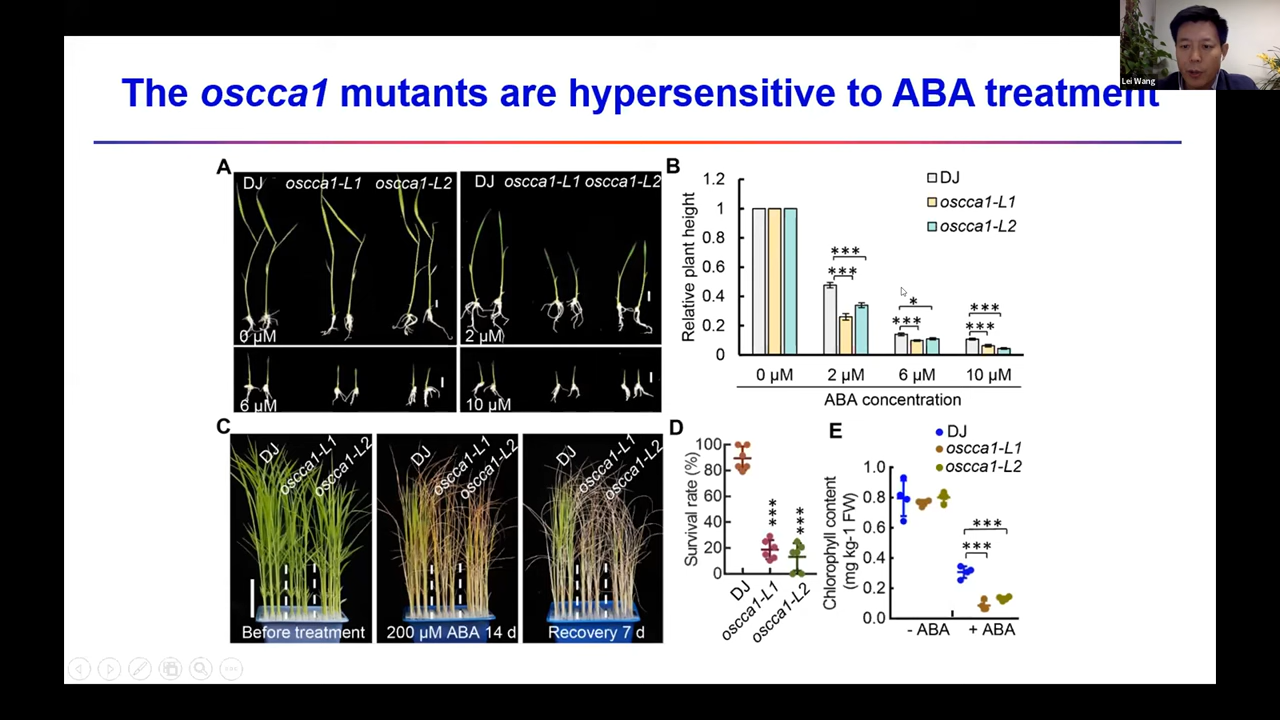 Lei Wang
The oscca1 mutants are hypersensitive to ABA treatment
A
DJ oscca1-L1 oscca1-L2
DJ oscca1-L1 oscca1-L2
0 µM
2 µM
6 µM
10 µM
B
Relative plant height
1.2
1
0.8
0.6
0.4
0.2
0
DJ
oscca1-L1
oscca1-L2
***
***
*
***
***
***
0 µM 2 µM 6 µM 10 µM
ABA concentration
C
DJ oscca1-L1 oscca1-L2
DJ oscca1-L1 oscca1-L2
DJ oscca1-L1 oscca1-L2
Before treatment
200 µM ABA 14 d
Recovery 7 d
D
Survival rate (%)
100
80
60
40
20
0
***
***
DJ
oscca1-L1
oscca1-L2
E
DJ
oscca1-L1
oscca1-L2
Chlorophyll content
(mg kg-1 FW)
1.0
0.8
0.6
0.4
0.2
0.0
***
***
- ABA + ABA